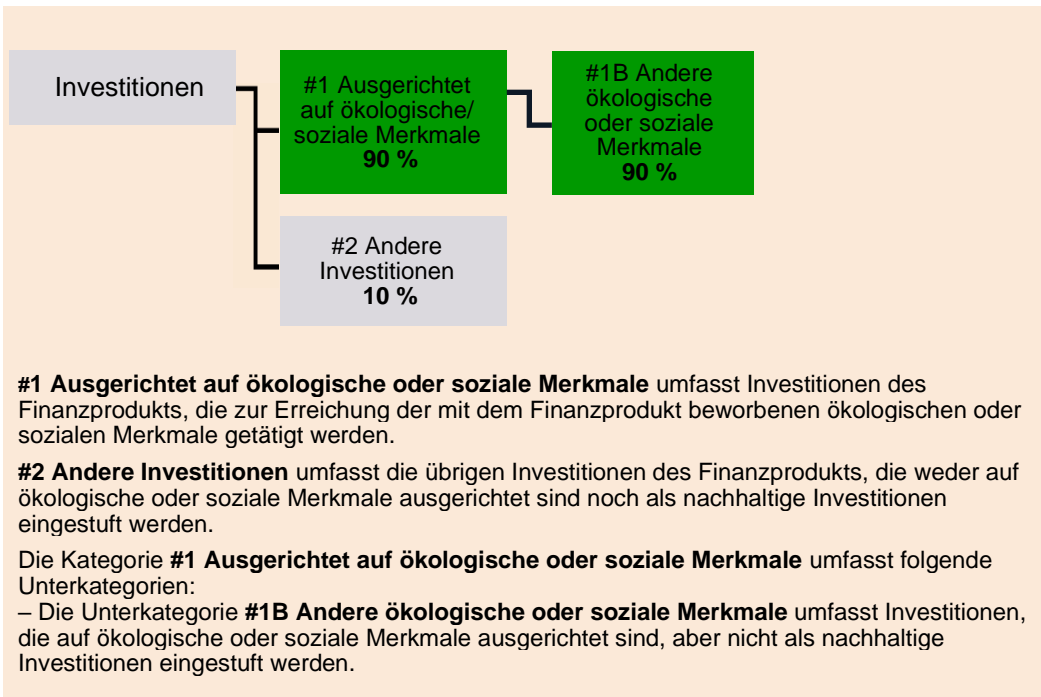 Investitionen
#1 Ausgerichtet
auf ökologische/
soziale Merkmale
90 %
#1B Andere
ökologische
oder soziale
Merkmale
90 %
#2 Andere
Investitionen
10 %
#1 Ausgerichtet auf ökologische oder soziale Merkmale umfasst Investitionen des
Finanzprodukts, die zur Erreichung der mit dem Finanzprodukt beworbenen ökologischen oder
sozialen Merkmale getätigt werden.
#2 Andere Investitionen umfasst die übrigen Investitionen des Finanzprodukts, die weder auf
ökologische oder soziale Merkmale ausgerichtet sind noch als nachhaltige Investitionen
eingestuft werden.
Die Kategorie #1 Ausgerichtet auf ökologische oder soziale Merkmale umfasst folgende
Unterkategorien:
– Die Unterkategorie #1B Andere ökologische oder soziale Merkmale umfasst Investitionen,
die auf ökologische oder soziale Merkmale ausgerichtet sind, aber nicht als nachhaltige
Investitionen eingestuft werden.